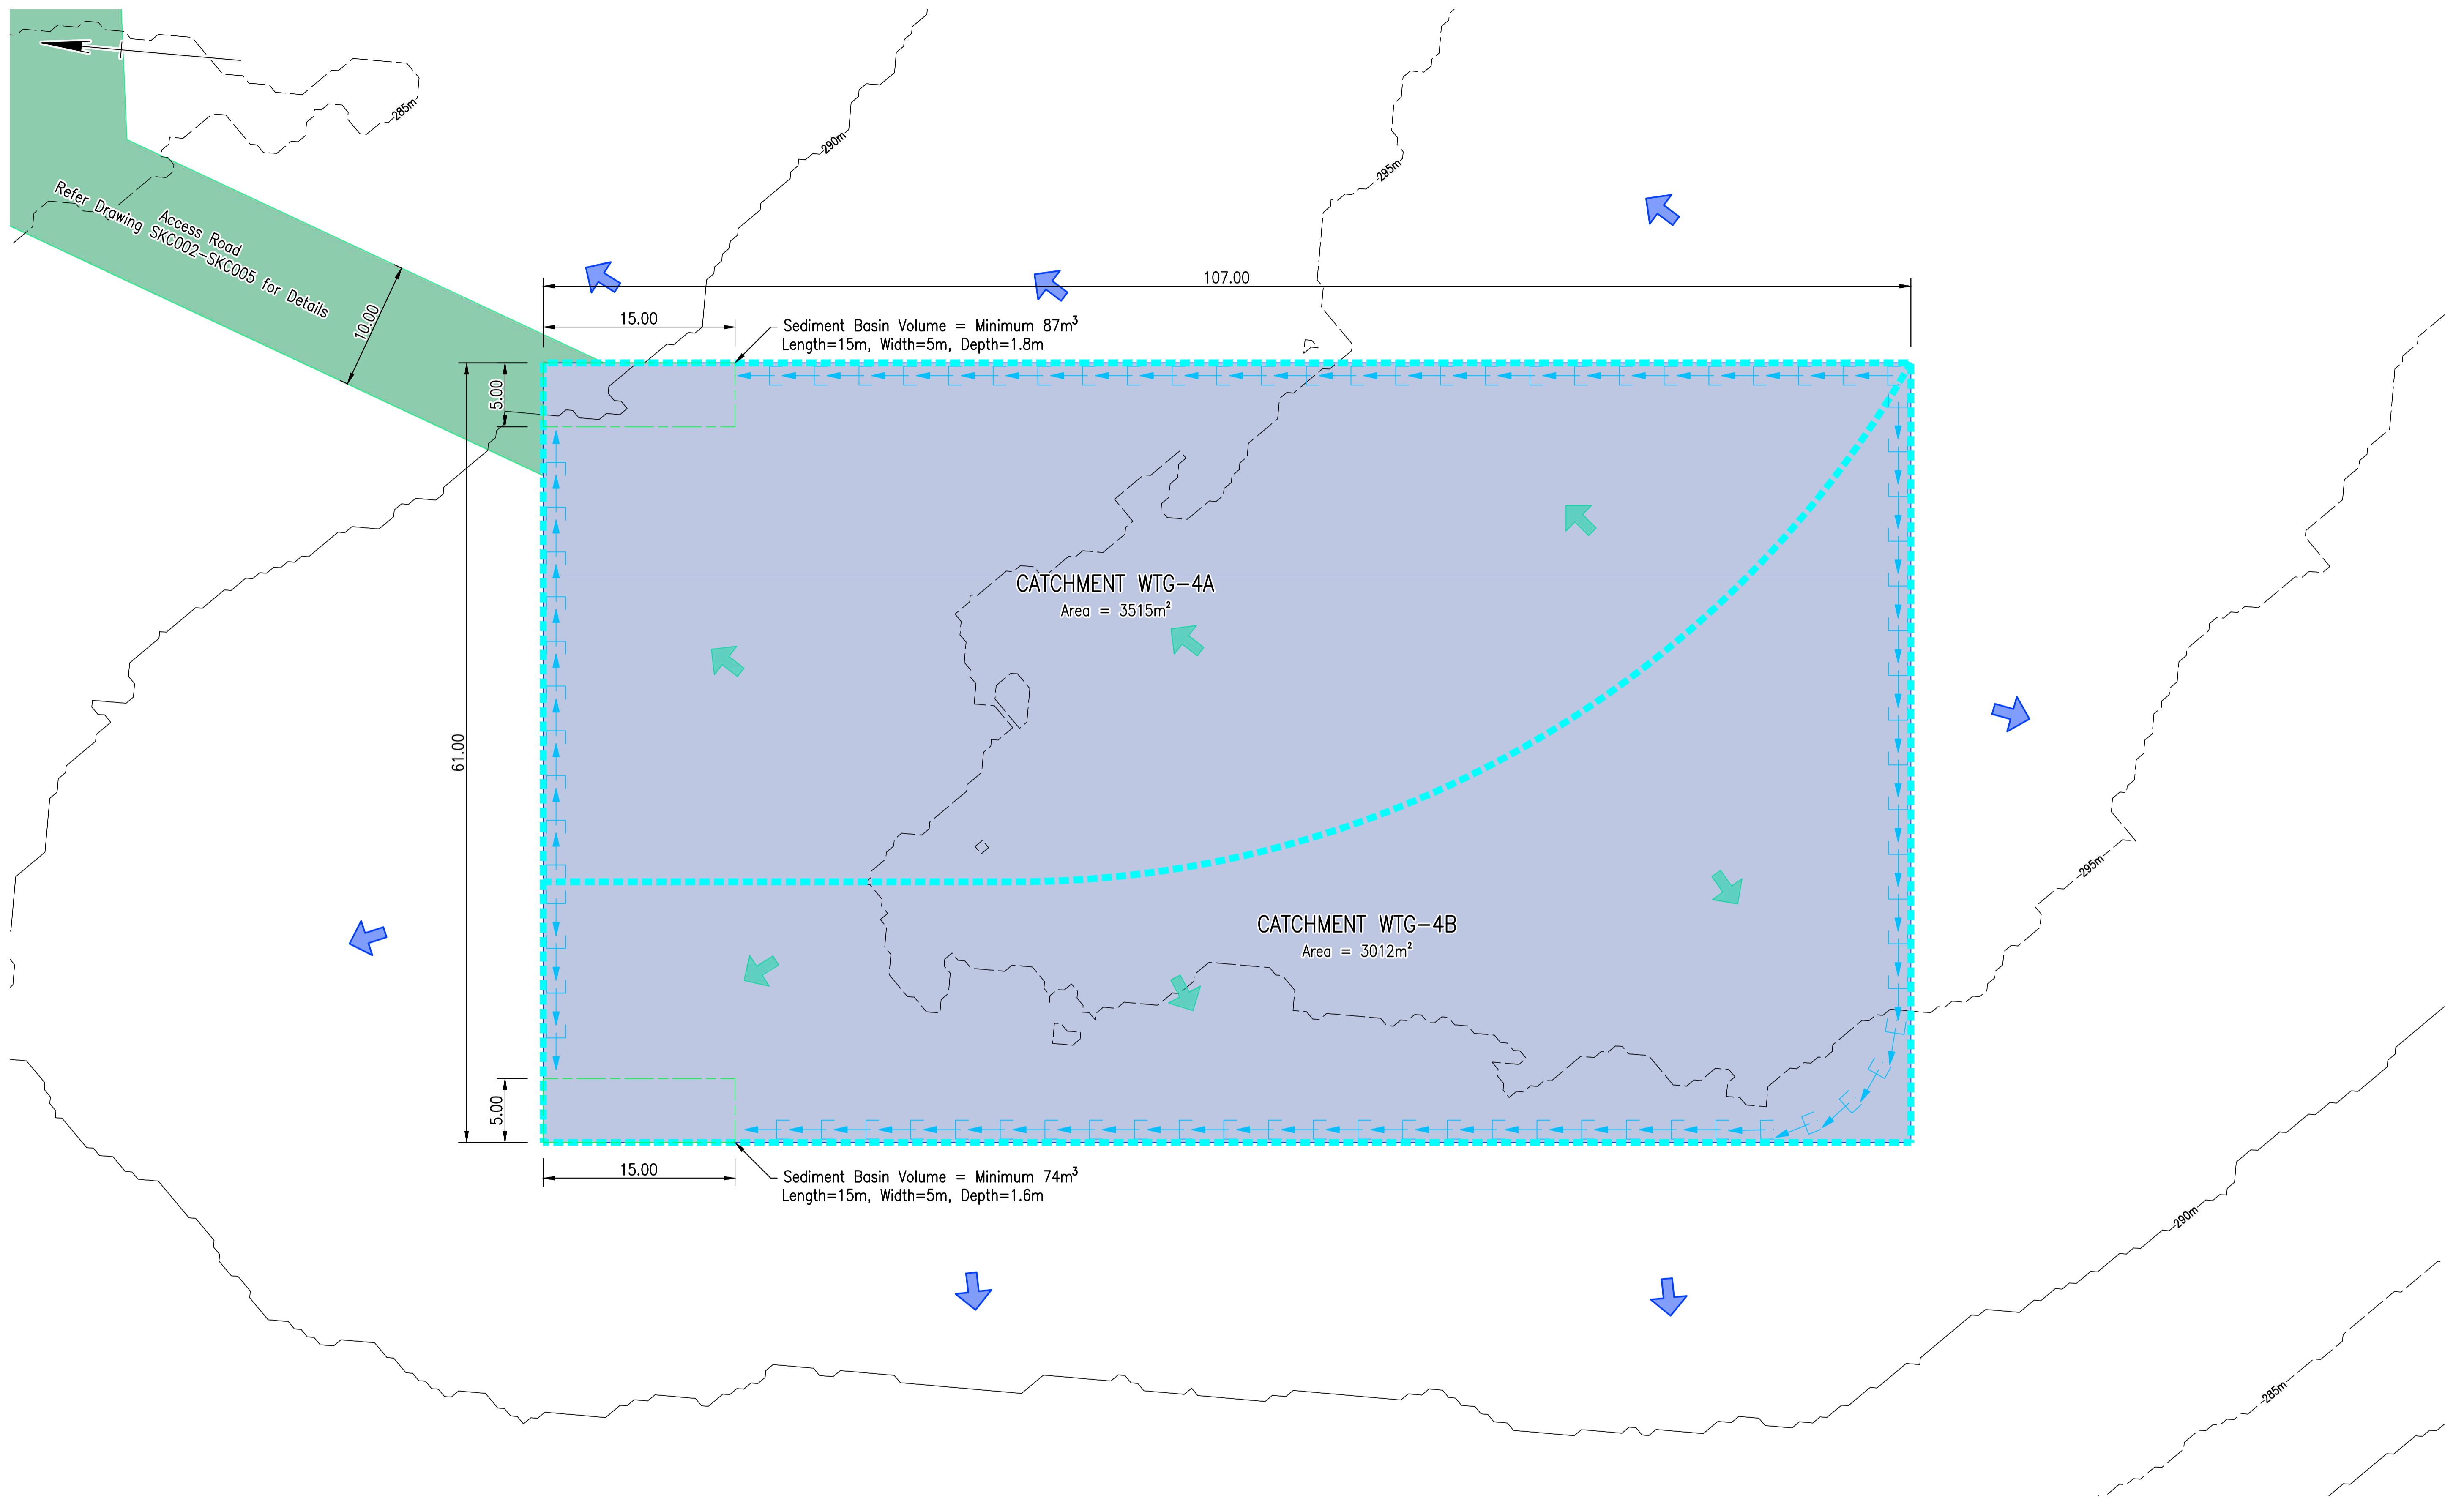 285m
290m
295m
Access Road
Refer Drawing SKC002-SKC005 for Details
10.00
107.00
15.00
Sediment Basin Volume = Minimum 87m³
Length=15m, Width=5m, Depth=1.8m
5.00
CATCHMENT WTG-4A
Area = 3515m²
61.00
295m
CATCHMENT WTG-4B
Area = 3012m²
5.00
15.00
Sediment Basin Volume = Minimum 74m³
Length=15m, Width=5m, Depth=1.6m
290m
285m